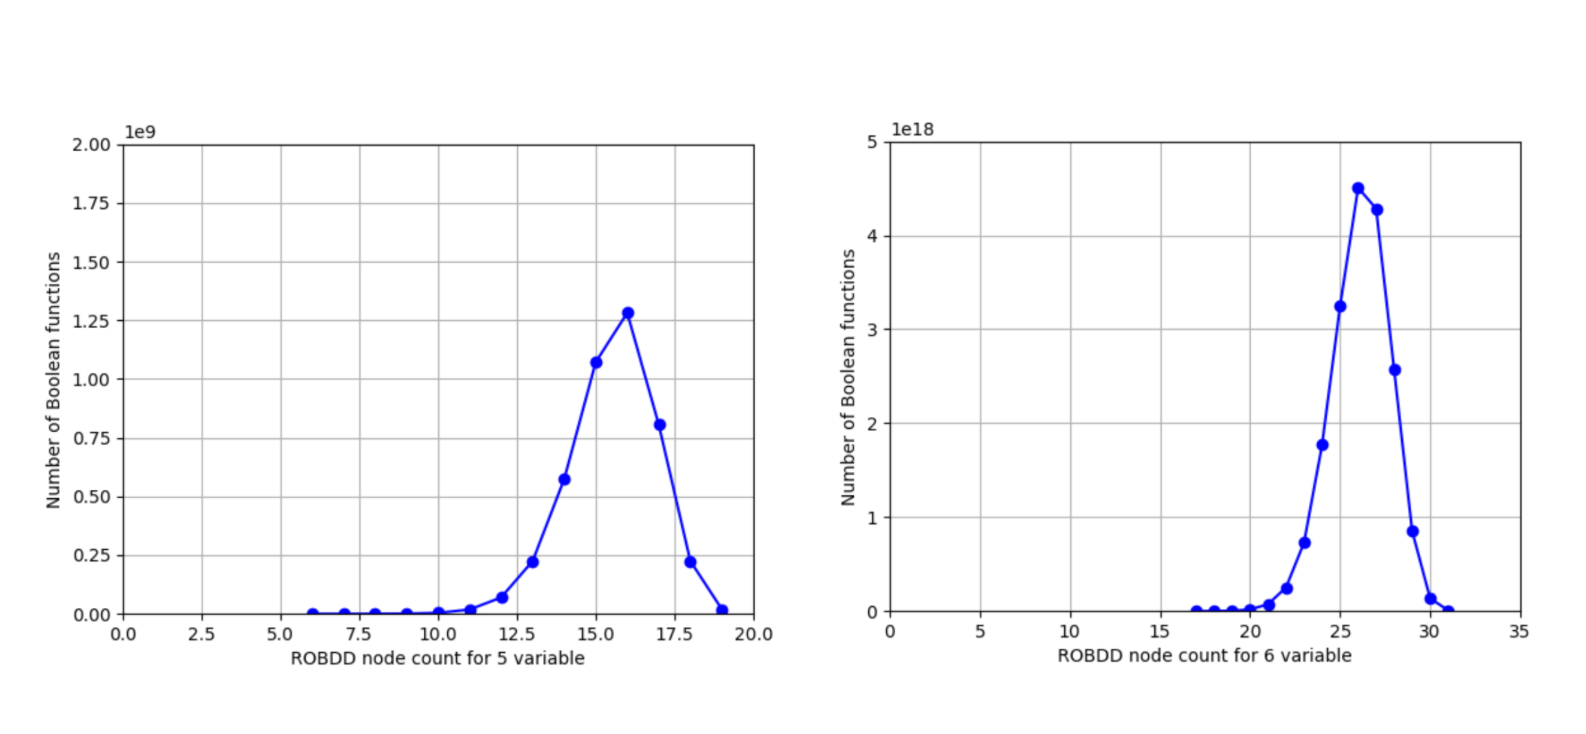 1e9
2.00
1.75
1.50
1.25
1.00
0.75
0.50
0.25
0.00
0.0 2.5 5.0 7.5 10.0 12.5 15.0 17.5 20.0
ROBDD node count for 5 variable
Number of Boolean functions
1e18
5
4
3
2
1
0
0 5 10 15 20 25 30 35
ROBDD node count for 6 variable
Number of Boolean functions